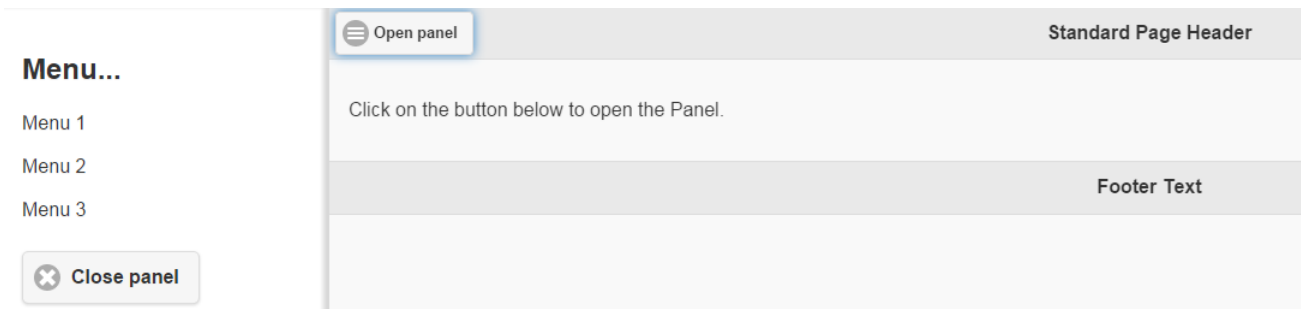 Menu...
Menu 1
Menu 2
Menu 3
Close panel
Open panel
Standard Page Header
Click on the button below to open the Panel.
Footer Text